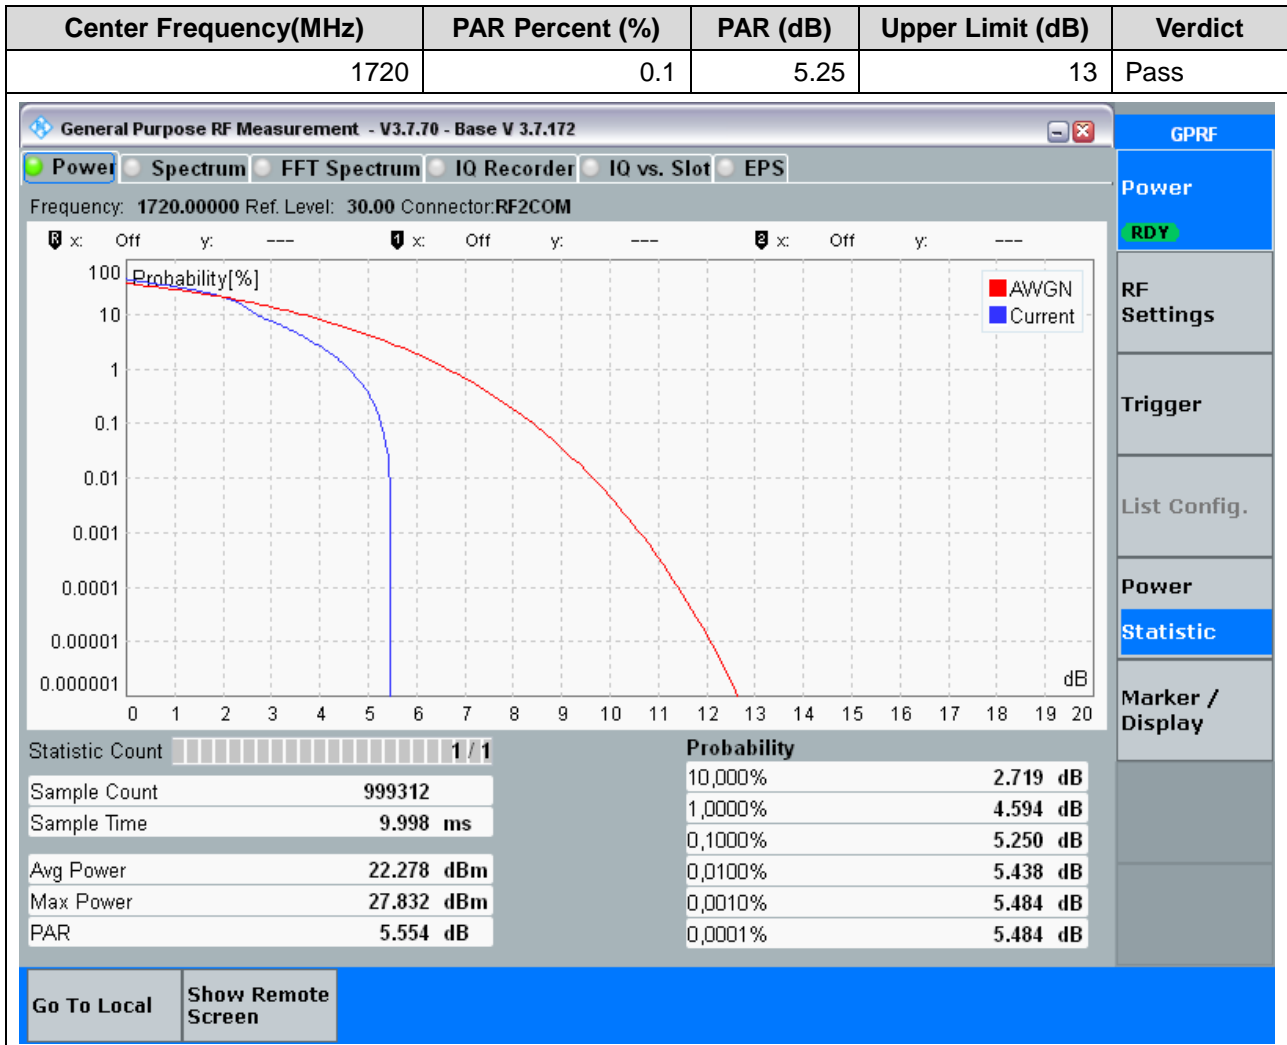 Center Frequency(MHz) PAR Percent (%) PAR (dB) Upper Limit (dB) Verdict
1720 0.1 5.25 13 Pass
General Purpose RF Measurement - V3.7.70 - Base V 3.7.172
GPRF
Power Spectrum FFT Spectrum IQ Recorder IQ vs. Slot EPS
Power
RDY
Frequency: 1720.00000 Ref. Level: 30.00 Connector:RF2COM
R x: Off y: --- 1 x: Off y: --- 2 x: Off y: ---
Probability[%]
AWGN
Current
100
10
1
0.1
0.01
0.001
0.0001
0.00001
0.000001
dB
0 1 2 3 4 5 6 7 8 9 10 11 12 13 14 15 16 17 18 19 20
RF
Settings
Trigger
List Config.
Power
Statistic
Marker /
Display
Statistic Count 1 / 1
Sample Count 999312
Sample Time 9.998 ms
Avg Power 22.278 dBm
Max Power 27.832 dBm
PAR 5.554 dB
Probability
10,000% 2.719 dB
1,0000% 4.594 dB
0,1000% 5.250 dB
0,0100% 5.438 dB
0,0010% 5.484 dB
0,0001% 5.484 dB
Go To Local
Show Remote
Screen